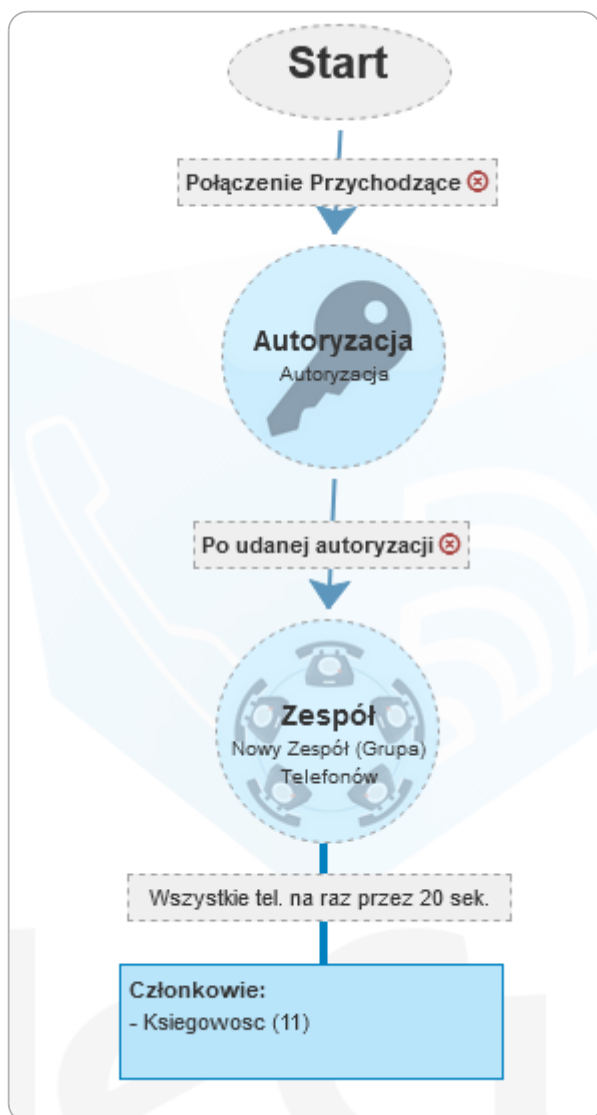 Start
Połączenie Przychodzące
Autoryzacja
Autoryzacja
Po udanej autoryzacji
Zespół
Nowy Zespół (Grupa)
Telefonów
Wszystkie tel. na raz przez 20 sek.
Członkowie:
- Ksiegowosc (11)